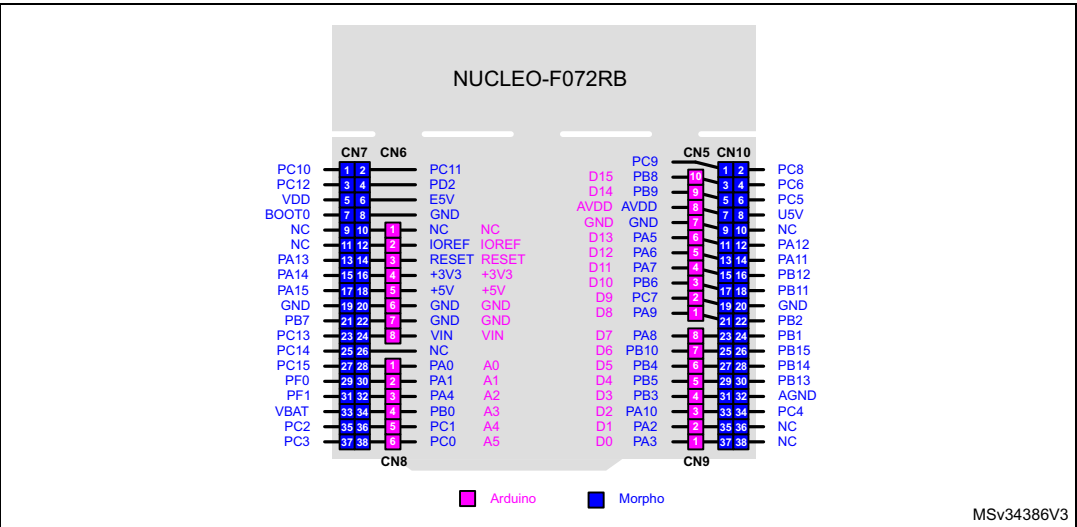 NUCLEO-F072RB
CN7 CN6 CN5 CN10
PC9
PC10 1 2 PC11 1 2 PC8
PC12 3 4 PD2 D15 PB8 10 3 4 PC6
VDD 5 6 E5V D14 PB9 9 5 6 PC5
BOOT0 7 8 GND AVDD AVDD 8 7 8 U5V
NC 9 10 1 NC NC GND GND 7 9 10 NC
NC 11 12 2 IOREF IOREF D13 PA5 6 11 12 PA12
PA13 13 14 3 RESET RESET D12 PA6 5 13 14 PA11
PA14 15 16 4 +3V3 +3V3 D11 PA7 4 15 16 PB12
PA15 17 18 5 +5V +5V D10 PB6 3 17 18 PB11
GND 19 20 6 GND GND D9 PC7 2 19 20 GND
PB7 21 22 7 GND GND D8 PA9 1 21 22 PB2
PC13 23 24 8 VIN VIN D7 PA8 8 23 24 PB1
PC14 25 26 NC D6 PB10 7 25 26 PB15
PC15 27 28 1 PA0 A0 D5 PB4 6 27 28 PB14
PF0 29 30 2 PA1 A1 D4 PB5 5 29 30 PB13
PF1 31 32 3 PA4 A2 D3 PB3 4 31 32 AGND
VBAT 33 34 4 PB0 A3 D2 PA10 3 33 34 PC4
PC2 35 36 5 PC1 A4 D1 PA2 2 35 36 NC
PC3 37 38 6 PC0 A5 D0 PA3 1 37 38 NC
CN8 CN9
Arduino Morpho
MSv34386V3